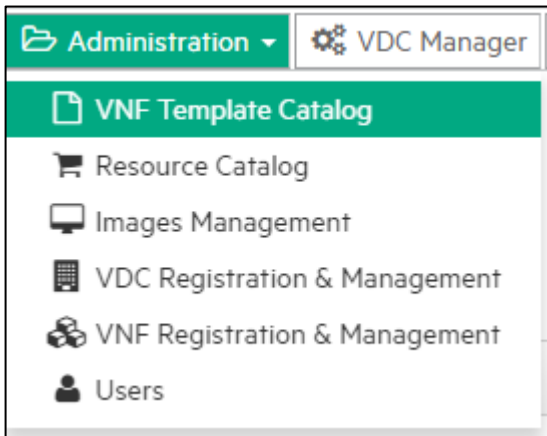 Administration VDC Manager
VNF Template Catalog
Resource Catalog
Images Management
VDC Registration & Management
VNF Registration & Management
Users